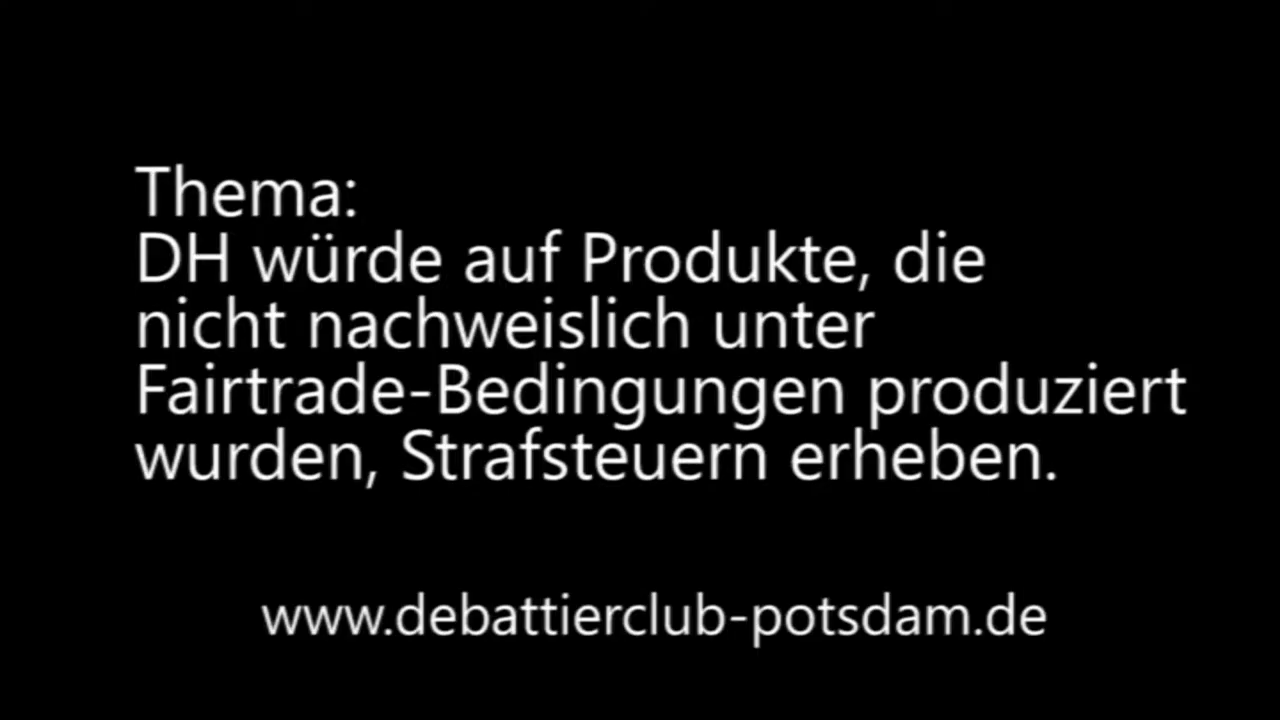 Thema:
DH würde auf Produkte, die
nicht nachweislich unter
Fairtrade-Bedingungen produziert
wurden, Strafsteuern erheben.
www.debattierclub-potsdam.de